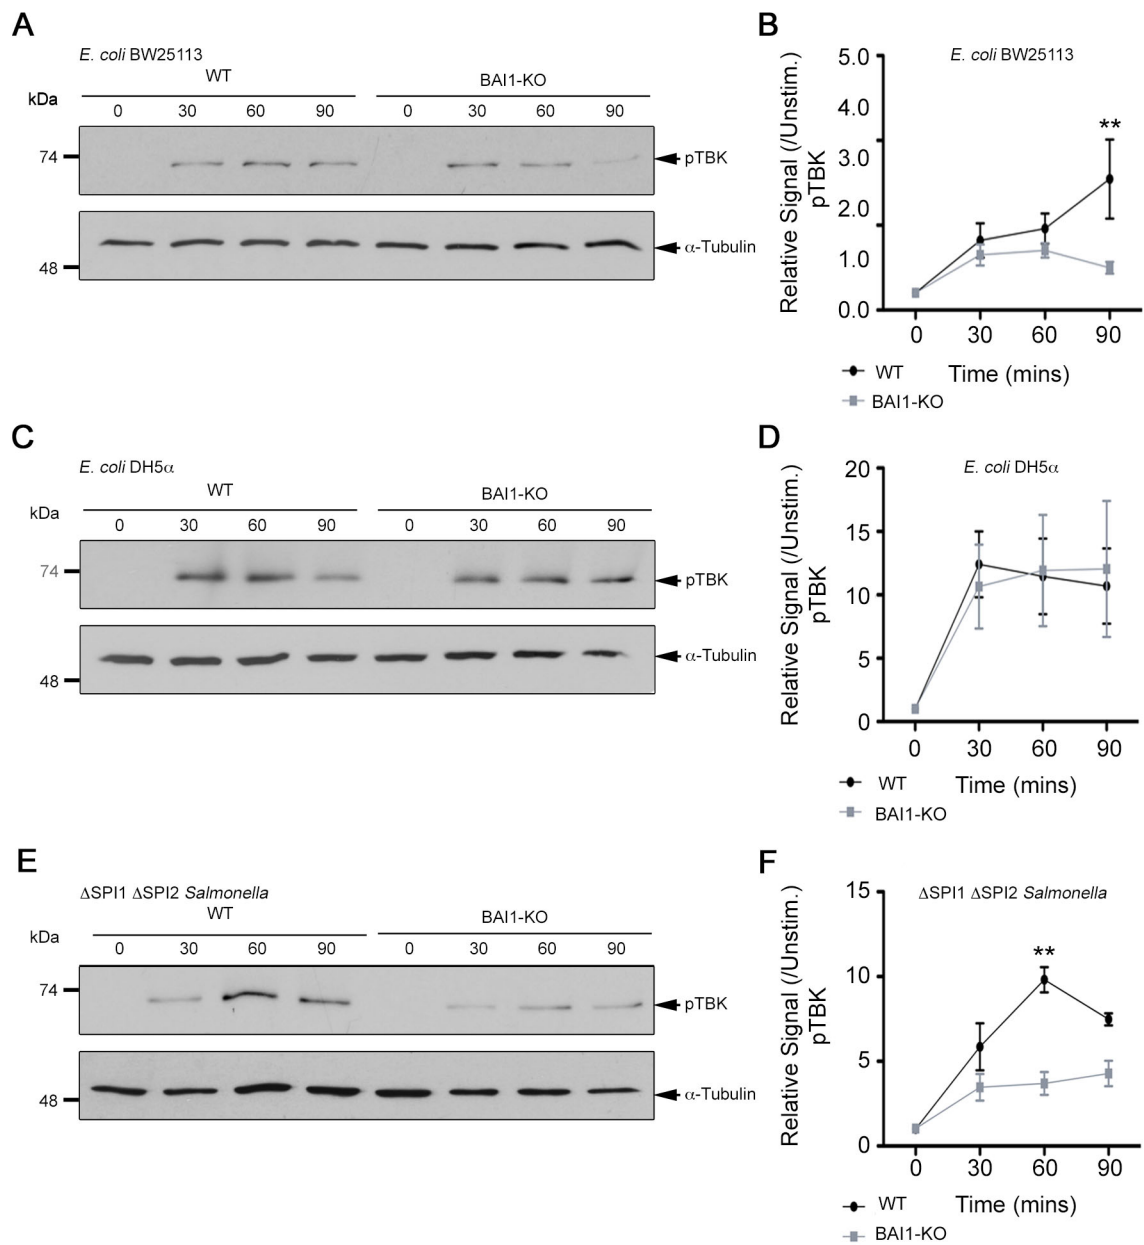 A
E. coli BW25113
WT
BAI1-KO
kDa
0 30 60 90 0 30 60 90
74
pTBK
α-Tubulin
48
B
E. coli BW25113
Relative Signal (/Unstim.)
pTBK
5.0
4.0
3.0
2.0
1.0
0.0
**
0 30 60 90
Time (mins)
WT
BAI1-KO
C
E. coli DH5α
WT
BAI1-KO
kDa
0 30 60 90 0 30 60 90
74
pTBK
α-Tubulin
48
D
E. coli DH5α
Relative Signal (/Unstim.)
pTBK
20
15
10
5
0
0 30 60 90
Time (mins)
WT
BAI1-KO
E
ΔSPI1 ΔSPI2 Salmonella
WT
BAI1-KO
kDa
0 30 60 90 0 30 60 90
74
pTBK
α-Tubulin
48
F
ΔSPI1 ΔSPI2 Salmonella
Relative Signal (/Unstim.)
pTBK
15
10
5
0
**
0 30 60 90
Time (mins)
WT
BAI1-KO